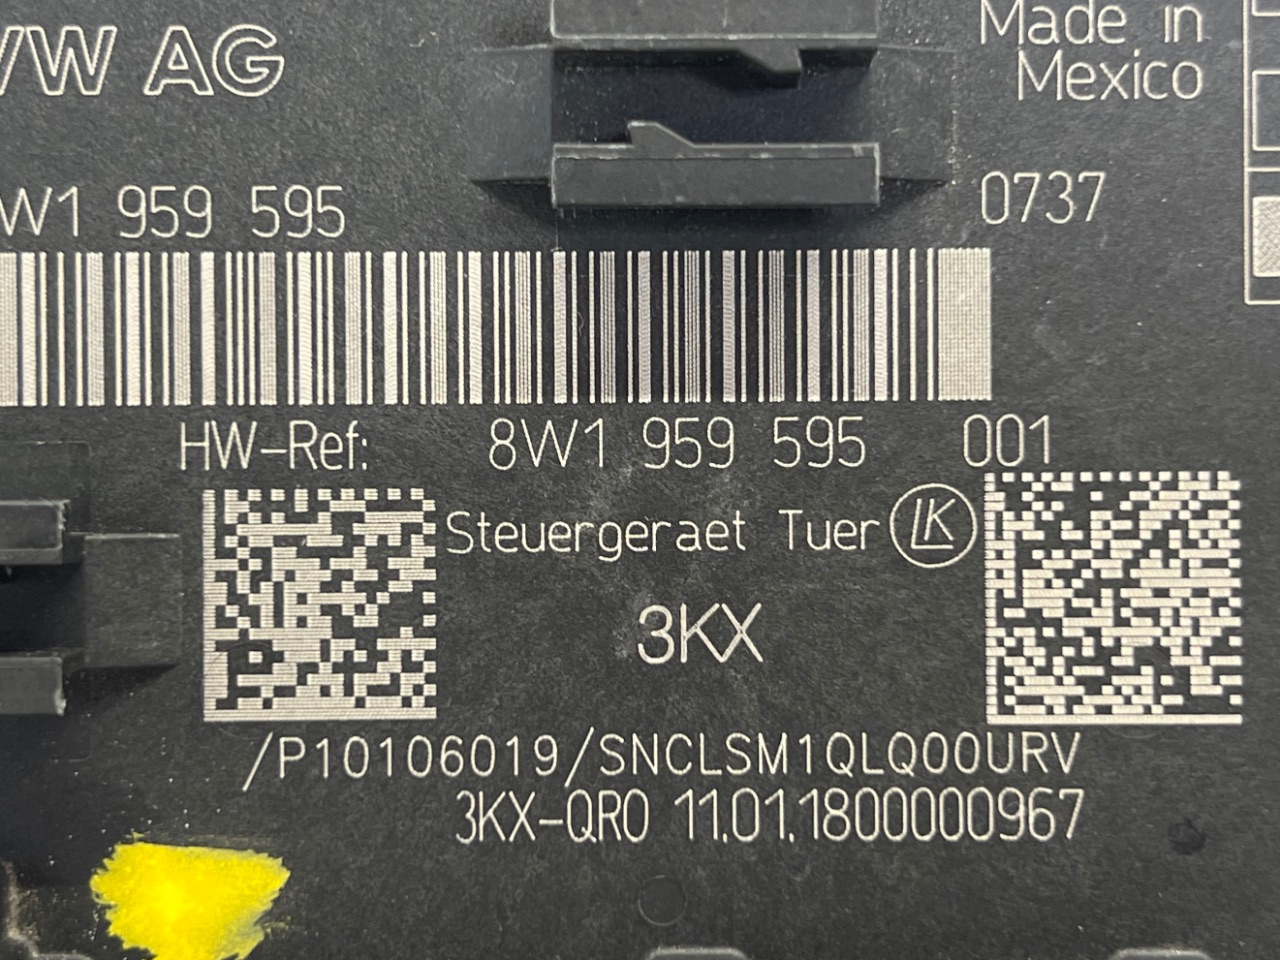 VW AG
Made in
Mexico
W1 959 595
0737
HW-Ref: 8W1 959 595 001
Steuergeraet Tuer LK
3KX
/P10106019/SNCLSM1QLQ00URV
3KX-QR0 11.01.1800000967